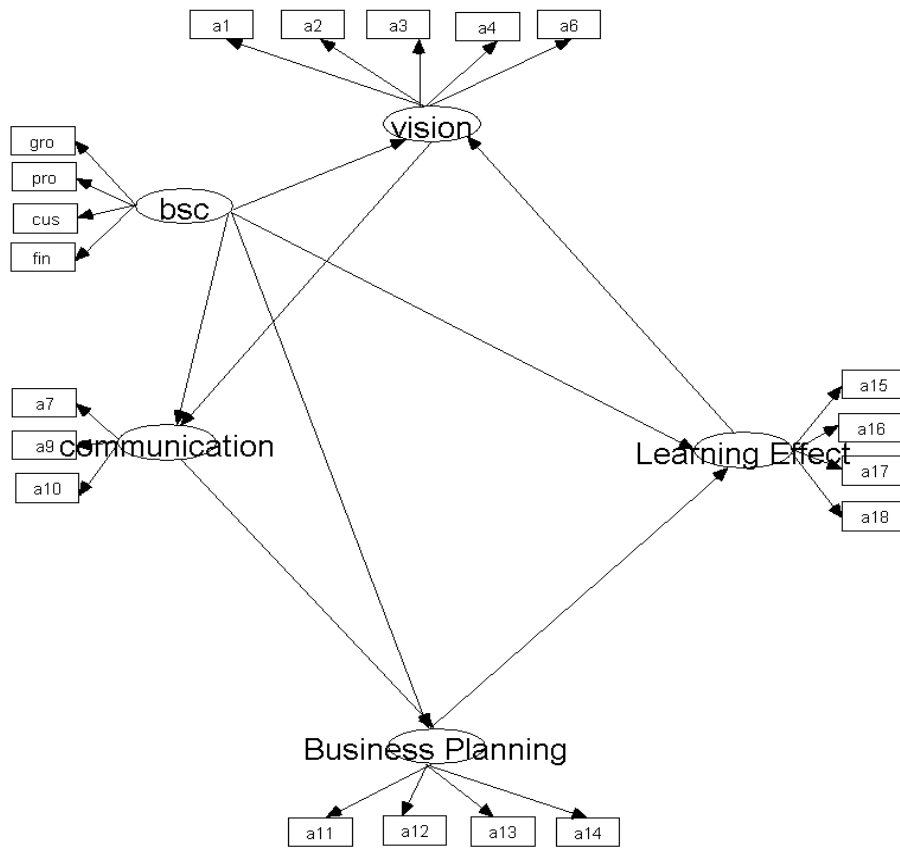 a1
a2
a3
a4
a6
vision
gro
pro
cus
fin
bsc
a7
a9
a10
communication
Learning Effect
a15
a16
a17
a18
Business Planning
a11
a12
a13
a14